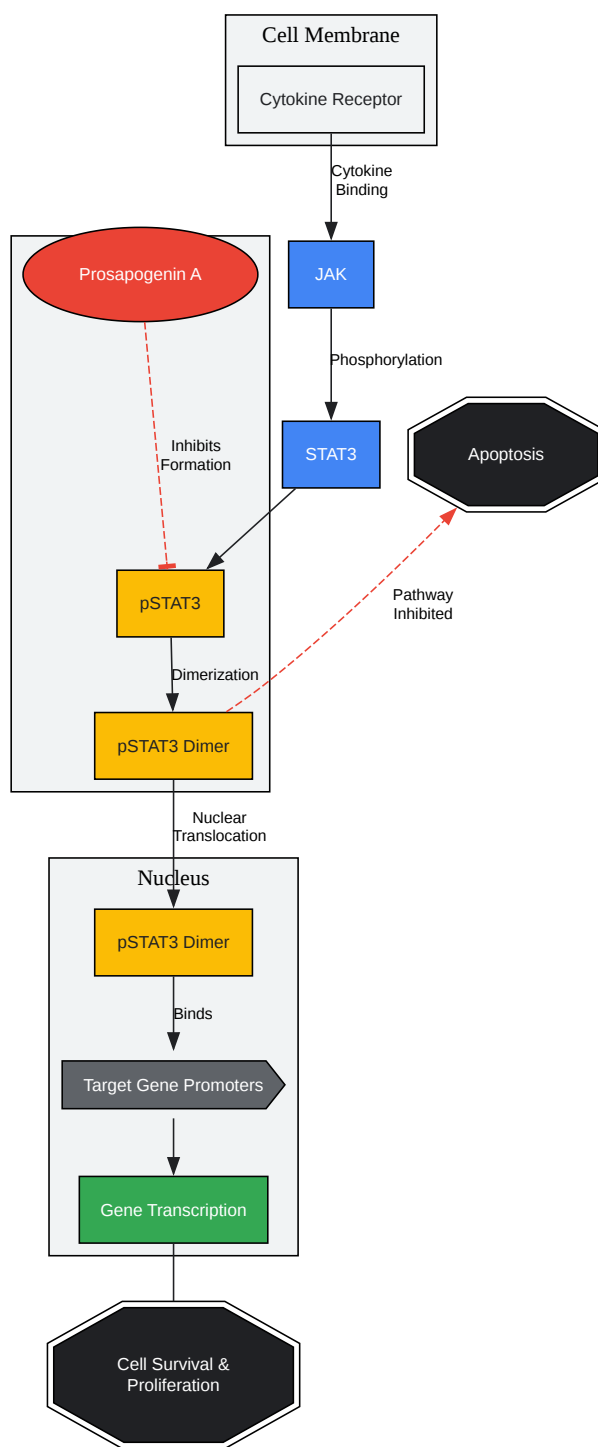 Cell Membrane
Cytokine Receptor
Cytokine
Binding
Prosapogenin A
JAK
Phosphorylation
Inhibits
Formation
STAT3
Apoptosis
pSTAT3
Pathway
Inhibited
Dimerization
pSTAT3 Dimer
Nuclear
Translocation
Nucleus
pSTAT3 Dimer
Binds
Target Gene Promoters
Gene Transcription
Cell Survival &
Proliferation